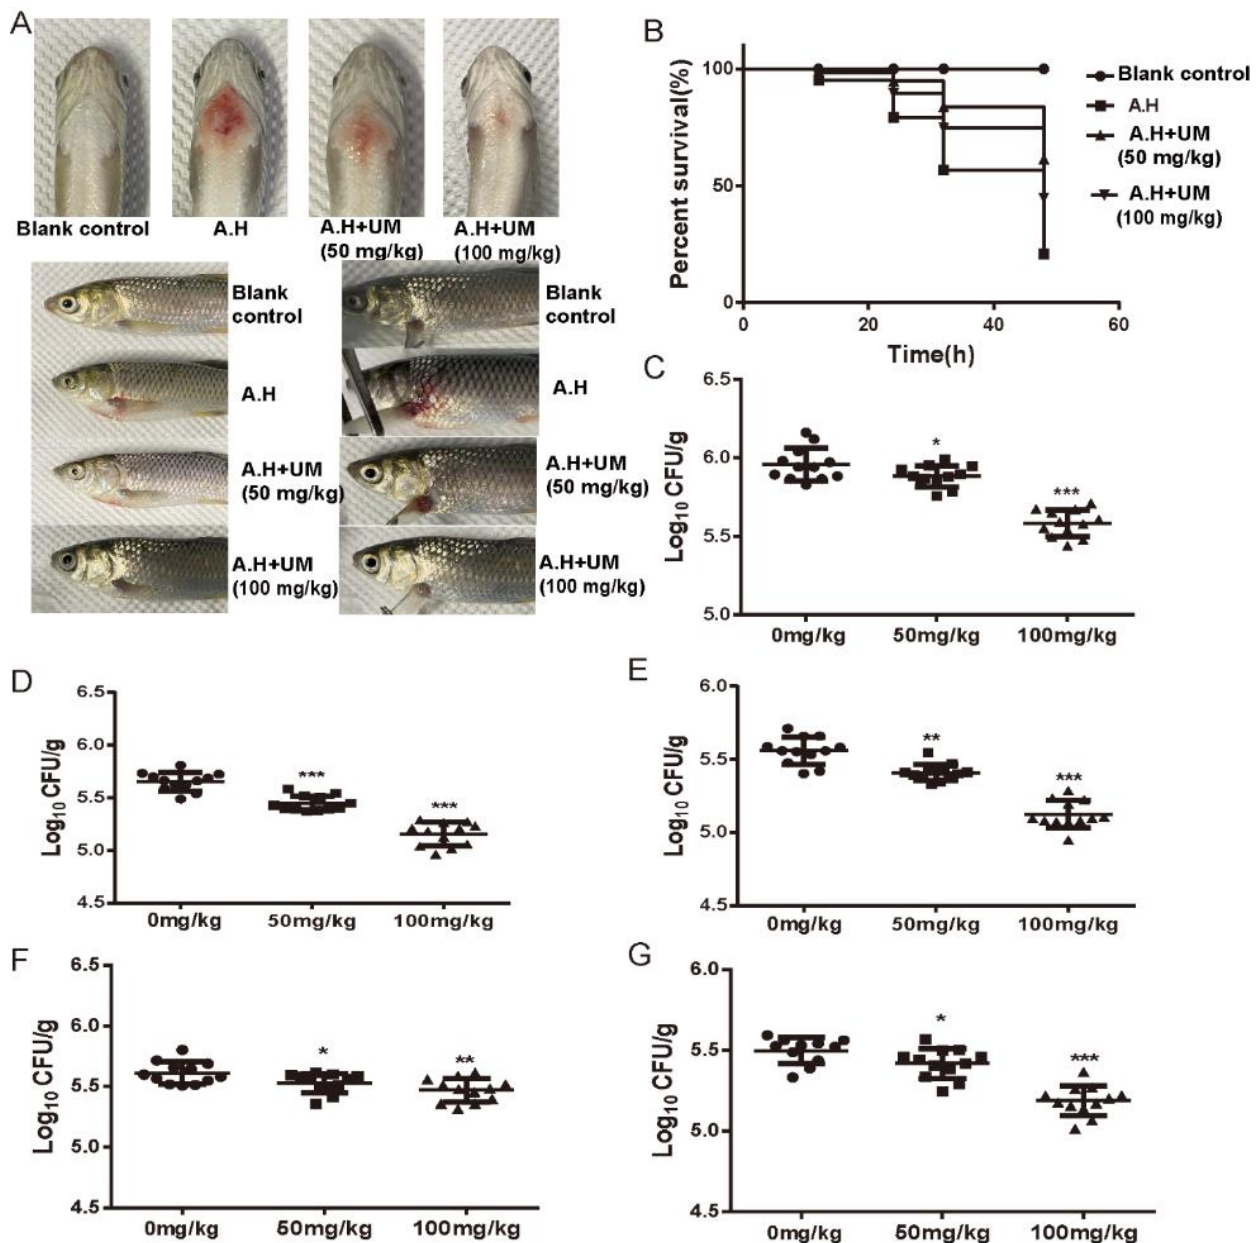 A
Blank control
A.H
A.H+UM
(50 mg/kg)
A.H+UM
(100 mg/kg)
Blank
control
A.H
A.H+UM
(50 mg/kg)
A.H+UM
(100 mg/kg)
Blank
control
A.H
A.H+UM
(50 mg/kg)
A.H+UM
(100 mg/kg)
B
Percent survival(%)
100
50
0
0
20
40
60
Time(h)
Blank control
A.H
A.H+UM
(50 mg/kg)
A.H+UM
(100 mg/kg)
C
Log10 CFU/g
6.5
6.0
5.5
5.0
*
***
0mg/kg
50mg/kg
100mg/kg
D
Log10 CFU/g
6.5
6.0
5.5
5.0
4.5
***
***
0mg/kg
50mg/kg
100mg/kg
E
Log10 CFU/g
6.0
5.5
5.0
4.5
**
***
0mg/kg
50mg/kg
100mg/kg
F
Log10 CFU/g
6.5
6.0
5.5
5.0
4.5
*
**
0mg/kg
50mg/kg
100mg/kg
G
Log10 CFU/g
6.0
5.5
5.0
4.5
*
***
0mg/kg
50mg/kg
100mg/kg